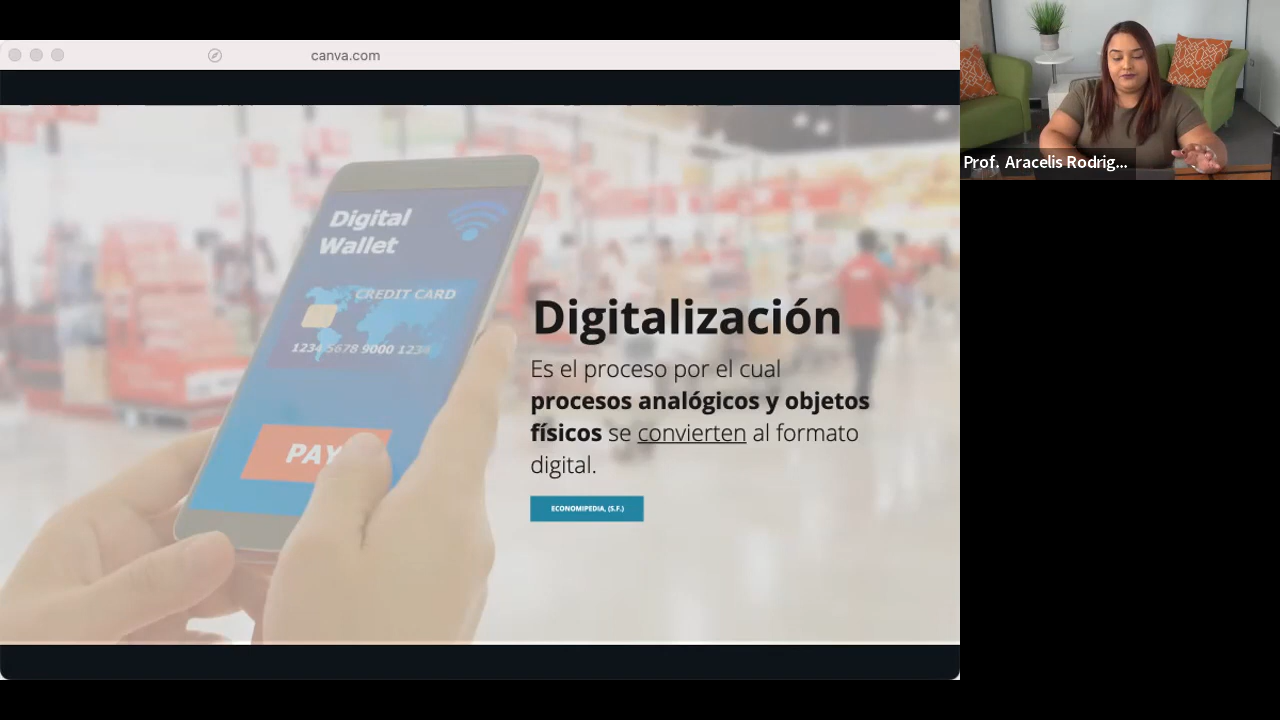 canva.com
Prof. Aracelis Rodrig...
Digital
Wallet
CREDIT CARD
1234 5678 9000 1234
PAY
Digitalización
Es el proceso por el cual
procesos analógicos y objetos
físicos se convierten al formato
digital.
ECONOMIPEDIA, (S.F.)